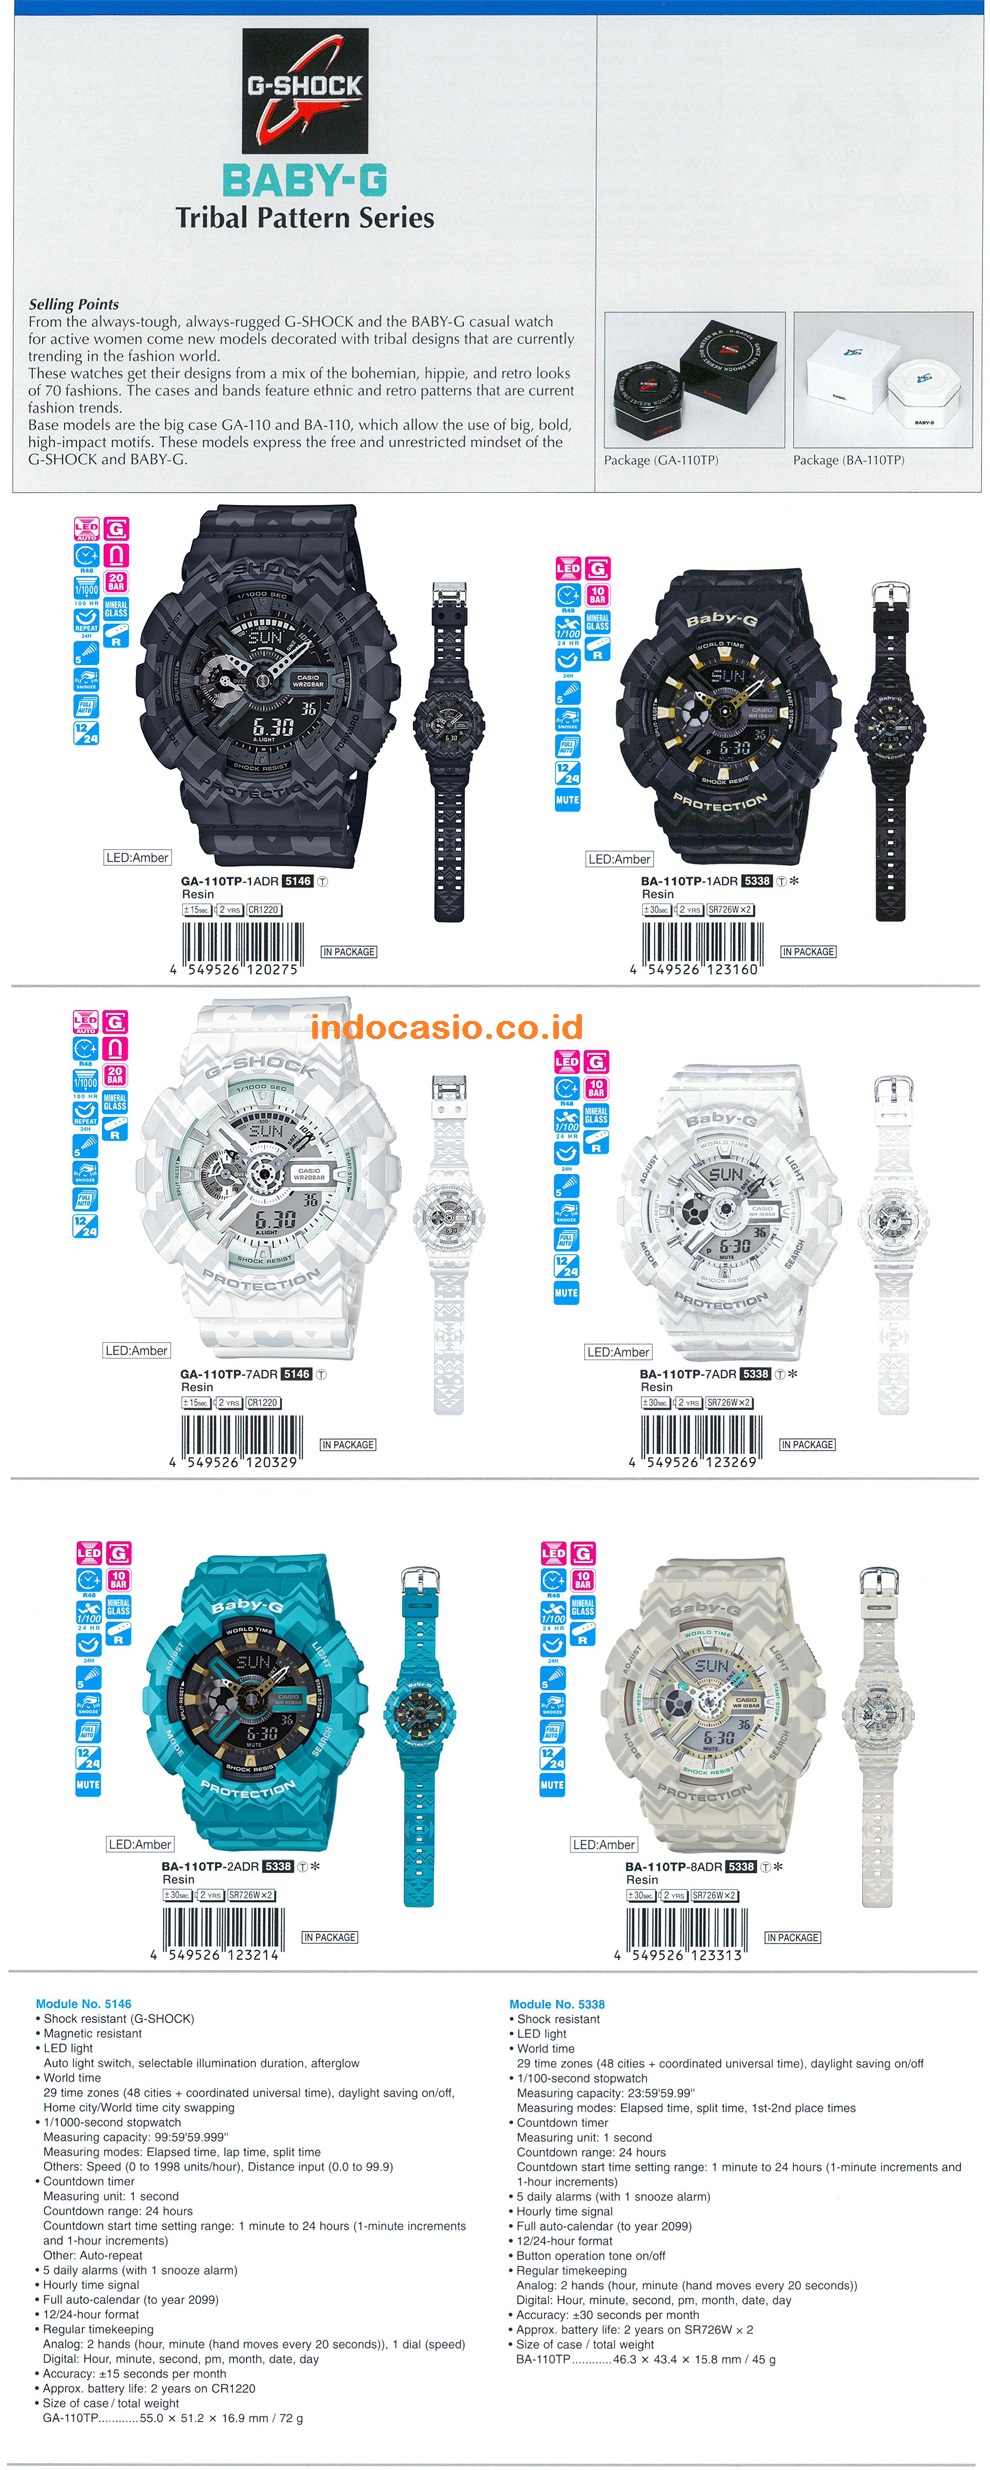 G-SHOCK
BABY-G
Tribal Pattern Series
Selling Points
From the always-tough, always-rugged G-SHOCK and the BABY-G casual watch
for active women come new models decorated with tribal designs that are currently
trending in the fashion world.
These watches get their designs from a mix of the bohemian, hippie, and retro looks
of 70 fashions. The cases and bands feature ethnic and retro patterns that are current
fashion trends.
Base models are the big case GA-110 and BA-110, which allow the use of big, bold,
high-impact motifs. These models express the free and unrestricted mindset of the
G-SHOCK and BABY-G.
Package (GA-110TP)
Package (BA-110TP)
LED:Amber
GA-110TP-1ADR 5146 T
Resin
±15sec. 2 YRS CR1220
4 549526 120275
IN PACKAGE
LED:Amber
BA-110TP-1ADR 5338 T*
Resin
±30sec. 2 YRS SR726W×2
4 549526 123160
IN PACKAGE
indocasio.co.id
LED:Amber
GA-110TP-7ADR 5146 T
Resin
±15sec. 2 YRS CR1220
4 549526 120329
IN PACKAGE
LED:Amber
BA-110TP-7ADR 5338 T*
Resin
±30sec. 2 YRS SR726W×2
4 549526 123269
IN PACKAGE
LED:Amber
BA-110TP-2ADR 5338 T*
Resin
±30sec. 2 YRS SR726W×2
4 549526 123214
IN PACKAGE
LED:Amber
BA-110TP-8ADR 5338 T*
Resin
±30sec. 2 YRS SR726W×2
4 549526 123313
IN PACKAGE
Module No. 5146
• Shock resistant (G-SHOCK)
• Magnetic resistant
• LED light
Auto light switch, selectable illumination duration, afterglow
• World time
29 time zones (48 cities + coordinated universal time), daylight saving on/off,
Home city/World time city swapping
• 1/1000-second stopwatch
Measuring capacity: 99:59'59.999"
Measuring modes: Elapsed time, lap time, split time
Others: Speed (0 to 1998 units/hour), Distance input (0.0 to 99.9)
• Countdown timer
Measuring unit: 1 second
Countdown range: 24 hours
Countdown start time setting range: 1 minute to 24 hours (1-minute increments
and 1-hour increments)
Other: Auto-repeat
• 5 daily alarms (with 1 snooze alarm)
• Hourly time signal
• Full auto-calendar (to year 2099)
• 12/24-hour format
• Regular timekeeping
Analog: 2 hands (hour, minute (hand moves every 20 seconds)), 1 dial (speed)
Digital: Hour, minute, second, pm, month, date, day
• Accuracy: ±15 seconds per month
• Approx. battery life: 2 years on CR1220
• Size of case / total weight
GA-110TP............55.0 × 51.2 × 16.9 mm / 72 g
Module No. 5338
• Shock resistant
• LED light
• World time
29 time zones (48 cities + coordinated universal time), daylight saving on/off
• 1/100-second stopwatch
Measuring capacity: 23:59'59.99"
Measuring modes: Elapsed time, split time, 1st-2nd place times
• Countdown timer
Measuring unit: 1 second
Countdown range: 24 hours
Countdown start time setting range: 1 minute to 24 hours (1-minute increments and
1-hour increments)
• 5 daily alarms (with 1 snooze alarm)
• Hourly time signal
• Full auto-calendar (to year 2099)
• 12/24-hour format
• Button operation tone on/off
• Regular timekeeping
Analog: 2 hands (hour, minute (hand moves every 20 seconds))
Digital: Hour, minute, second, pm, month, date, day
• Accuracy: ±30 seconds per month
• Approx. battery life: 2 years on SR726W × 2
• Size of case / total weight
BA-110TP............46.3 × 43.4 × 15.8 mm / 45 g